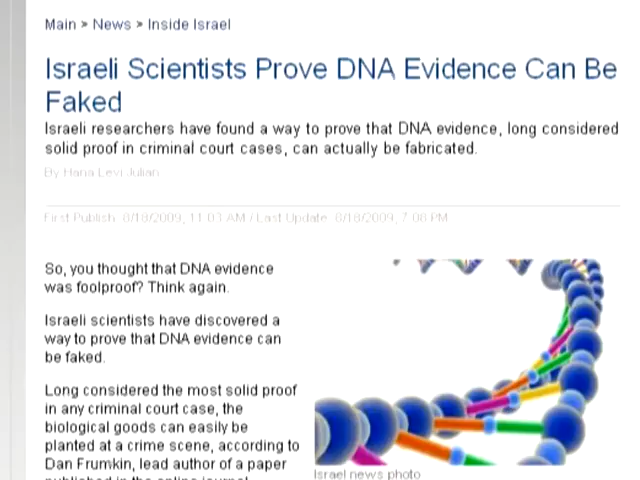 Main » News » Inside Israel
Israeli Scientists Prove DNA Evidence Can Be
Faked
Israeli researchers have found a way to prove that DNA evidence, long considered
solid proof in criminal court cases, can actually be fabricated.
By Hana Levi Julian
First Publish: 8/18/2009, 11:03 AM / Last Update: 8/18/2009, 7:08 PM
So, you thought that DNA evidence
was foolproof? Think again.
Israeli scientists have discovered a
way to prove that DNA evidence can
be faked.
Long considered the most solid proof
in any criminal court case, the
biological goods can easily be
planted at a crime scene, according to
Dan Frumkin, lead author of a paper
published in the online journal
Israel news photo